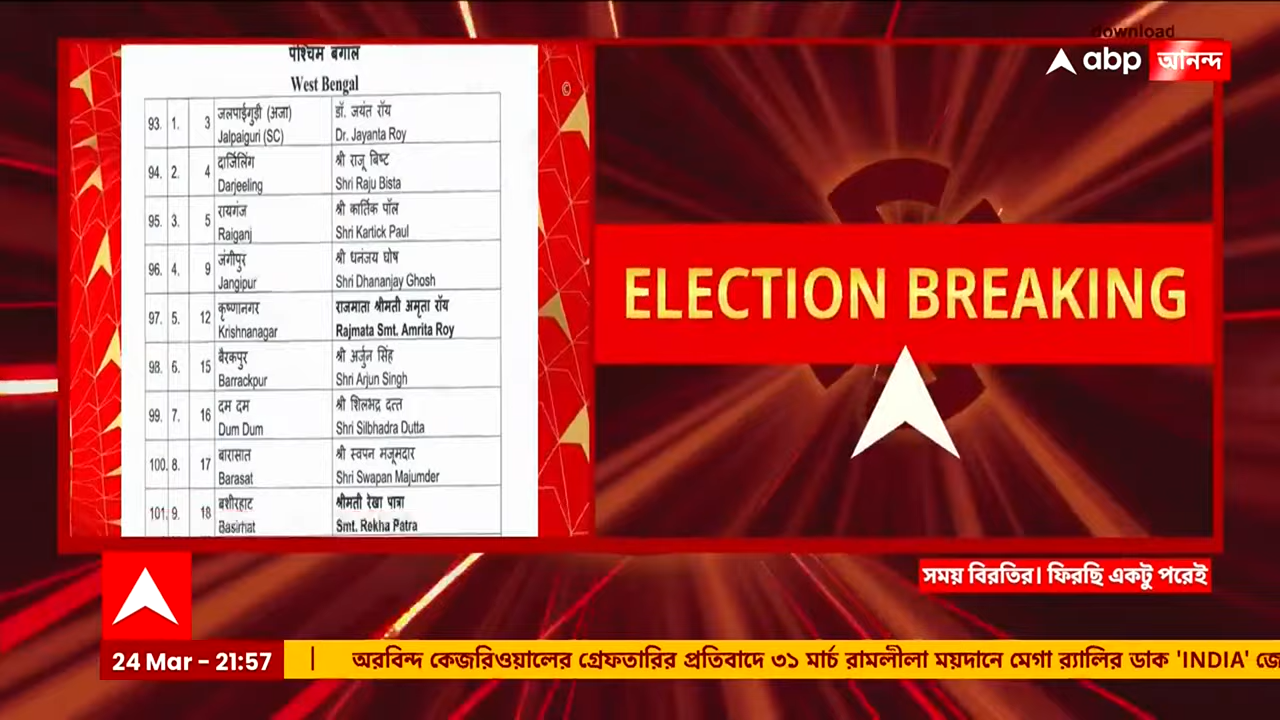 download
abp আনন্দ
©
पश्चिम बंगाल
West Bengal
93. 1. 3 जलपाईगुड़ी (अजा) डॉ. जयंत रॉय
Jalpaiguri (SC) Dr. Jayanta Roy
94. 2. 4 दार्जिलिंग श्री राजू बिष्ट
Darjeeling Shri Raju Bista
95. 3. 5 रायगंज श्री कार्तिक पॉल
Raiganj Shri Kartick Paul
96. 4. 9 जंगीपुर श्री धनंजय घोष
Jangipur Shri Dhananjay Ghosh
97. 5. 12 कृष्णानगर राजमाता श्रीमती अमृता रॉय
Krishnanagar Rajmata Smt. Amrita Roy
98. 6. 15 बैरकपुर श्री अर्जुन सिंह
Barrackpur Shri Arjun Singh
99. 7. 16 दम दम श्री शिलभद्र दत्त
Dum Dum Shri Silbhadra Dutta
100. 8. 17 बारासात श्री स्वपन मजूमदार
Barasat Shri Swapan Majumder
101. 9. 18 बशीरहाट श्रीमती रेखा पात्रा
Basirhat Smt. Rekha Patra
ELECTION BREAKING
সময় বিরতির। ফিরছি একটু পরেই
24 Mar - 21:57
| অরবিন্দ কেজরিওয়ালের গ্রেফতারির প্রতিবাদে ৩১ মার্চ রামলীলা ময়দানে মেগা র‍্যালির ডাক 'INDIA' জো